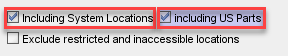 Including System Locations including US Parts
Exclude restricted and inaccessible locations